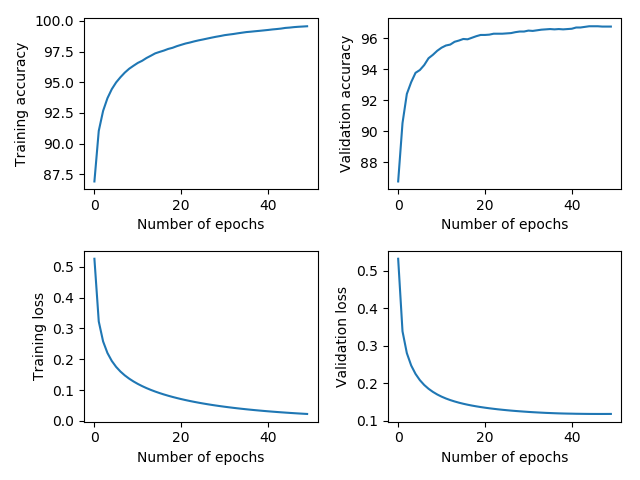 Training accuracy
100.0
97.5
95.0
92.5
90.0
87.5
0 20 40
Number of epochs
Validation accuracy
96
94
92
90
88
0 20 40
Number of epochs
Training loss
0.5
0.4
0.3
0.2
0.1
0.0
0 20 40
Number of epochs
Validation loss
0.5
0.4
0.3
0.2
0.1
0 20 40
Number of epochs